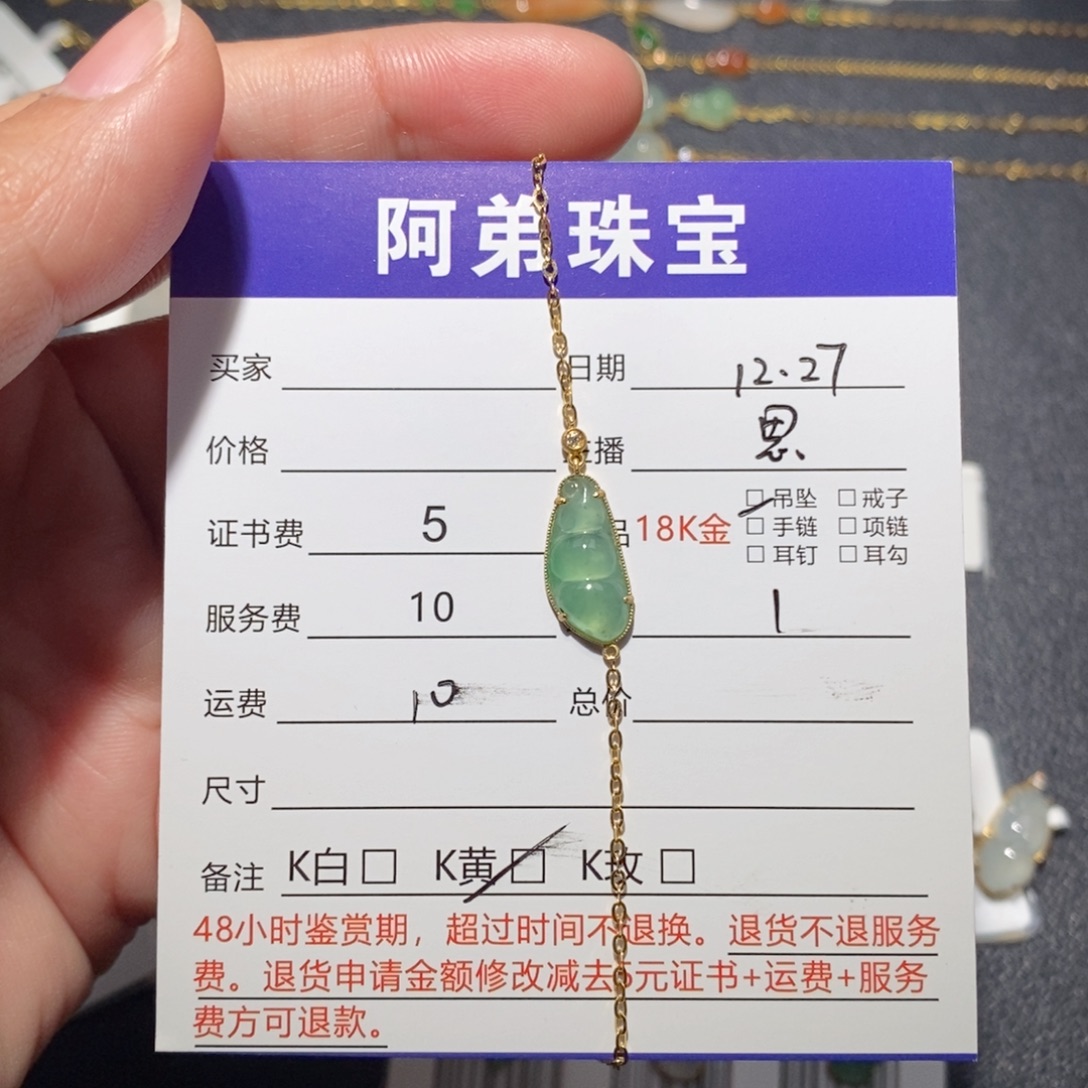 阿弟珠宝
买家 日期 12.27
价格 播 思
证书费 5 品 18K金 □吊坠 □戒子
□手链 □项链
□耳钉 □耳勾
服务费 10 1
运费 10 总价
尺寸
备注 K白□ K黄□ K玫□
48小时鉴赏期，超过时间不退换。退货不退服务
费。退货申请金额修改减去5元证书+运费+服务
费方可退款。